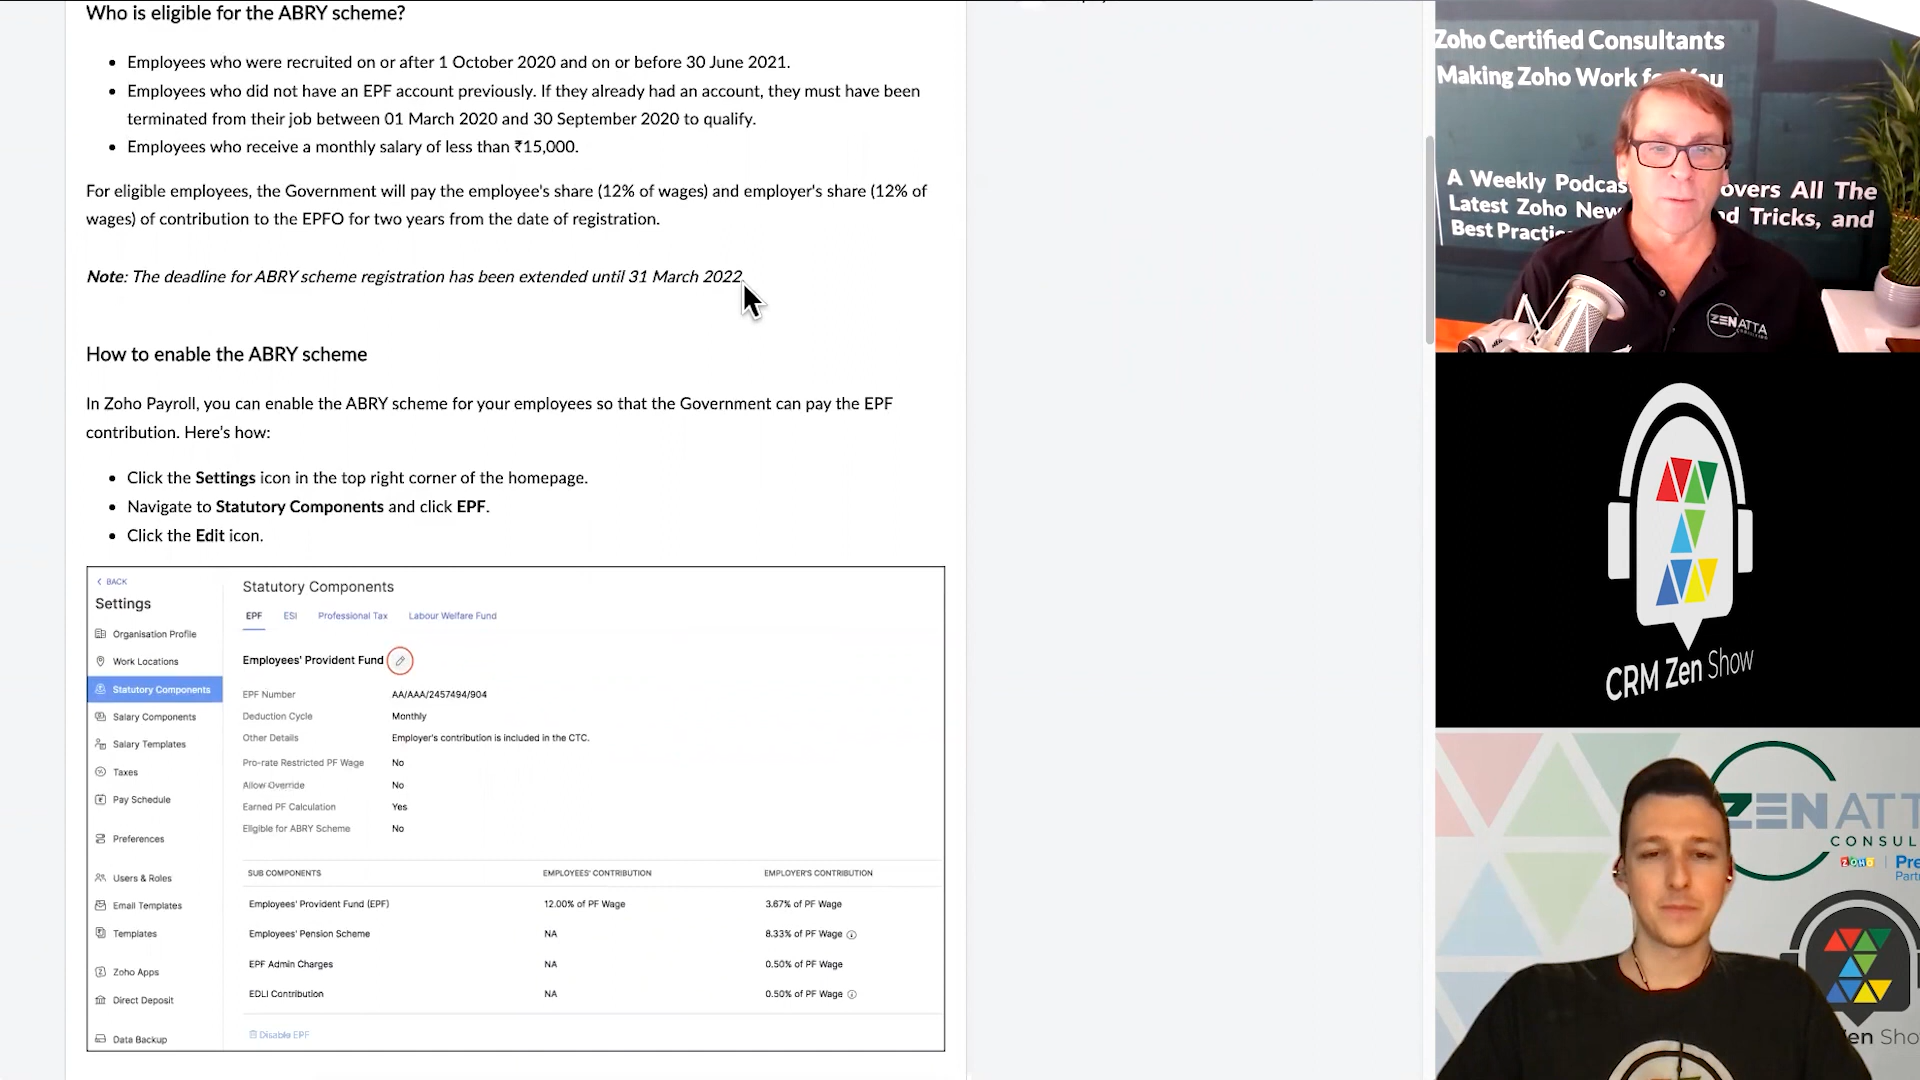 Who is eligible for the ABRY scheme?
Employees who were recruited on or after 1 October 2020 and on or before 30 June 2021.
Employees who did not have an EPF account previously. If they already had an account, they must have been
terminated from their job between 01 March 2020 and 30 September 2020 to qualify.
Employees who receive a monthly salary of less than ₹15,000.
For eligible employees, the Government will pay the employee's share (12% of wages) and employer's share (12% of
wages) of contribution to the EPFO for two years from the date of registration.
Note: The deadline for ABRY scheme registration has been extended until 31 March 2022.
How to enable the ABRY scheme
In Zoho Payroll, you can enable the ABRY scheme for your employees so that the Government can pay the EPF
contribution. Here's how:
Click the Settings icon in the top right corner of the homepage.
Navigate to Statutory Components and click EPF.
Click the Edit icon.
BACK
Settings
Organisation Profile
Work Locations
Statutory Components
Salary Components
Salary Templates
Taxes
Pay Schedule
Preferences
Users & Roles
Email Templates
Templates
Zoho Apps
Direct Deposit
Data Backup
Statutory Components
EPF ESI Professional Tax Labour Welfare Fund
Employees' Provident Fund
EPF Number AA/AAA/2457494/904
Deduction Cycle Monthly
Other Details Employer's contribution is included in the CTC.
Pro-rate Restricted PF Wage No
Allow Override No
Earned PF Calculation Yes
Eligible for ABRY Scheme No
SUB COMPONENTS EMPLOYEES' CONTRIBUTION EMPLOYER'S CONTRIBUTION
Employees' Provident Fund (EPF) 12.00% of PF Wage 3.67% of PF Wage
Employees' Pension Scheme NA 8.33% of PF Wage
EPF Admin Charges NA 0.50% of PF Wage
EDLI Contribution NA 0.50% of PF Wage
Disable EPF
Zoho Certified Consultants
Making Zoho Work for You
A Weekly Podcas overs All The
Latest Zoho New d Tricks, and
Best Practic
ZENATTA
CRM Zen Show
ZENATT
CONSUL
ZOHO Pre
Part
en Sho